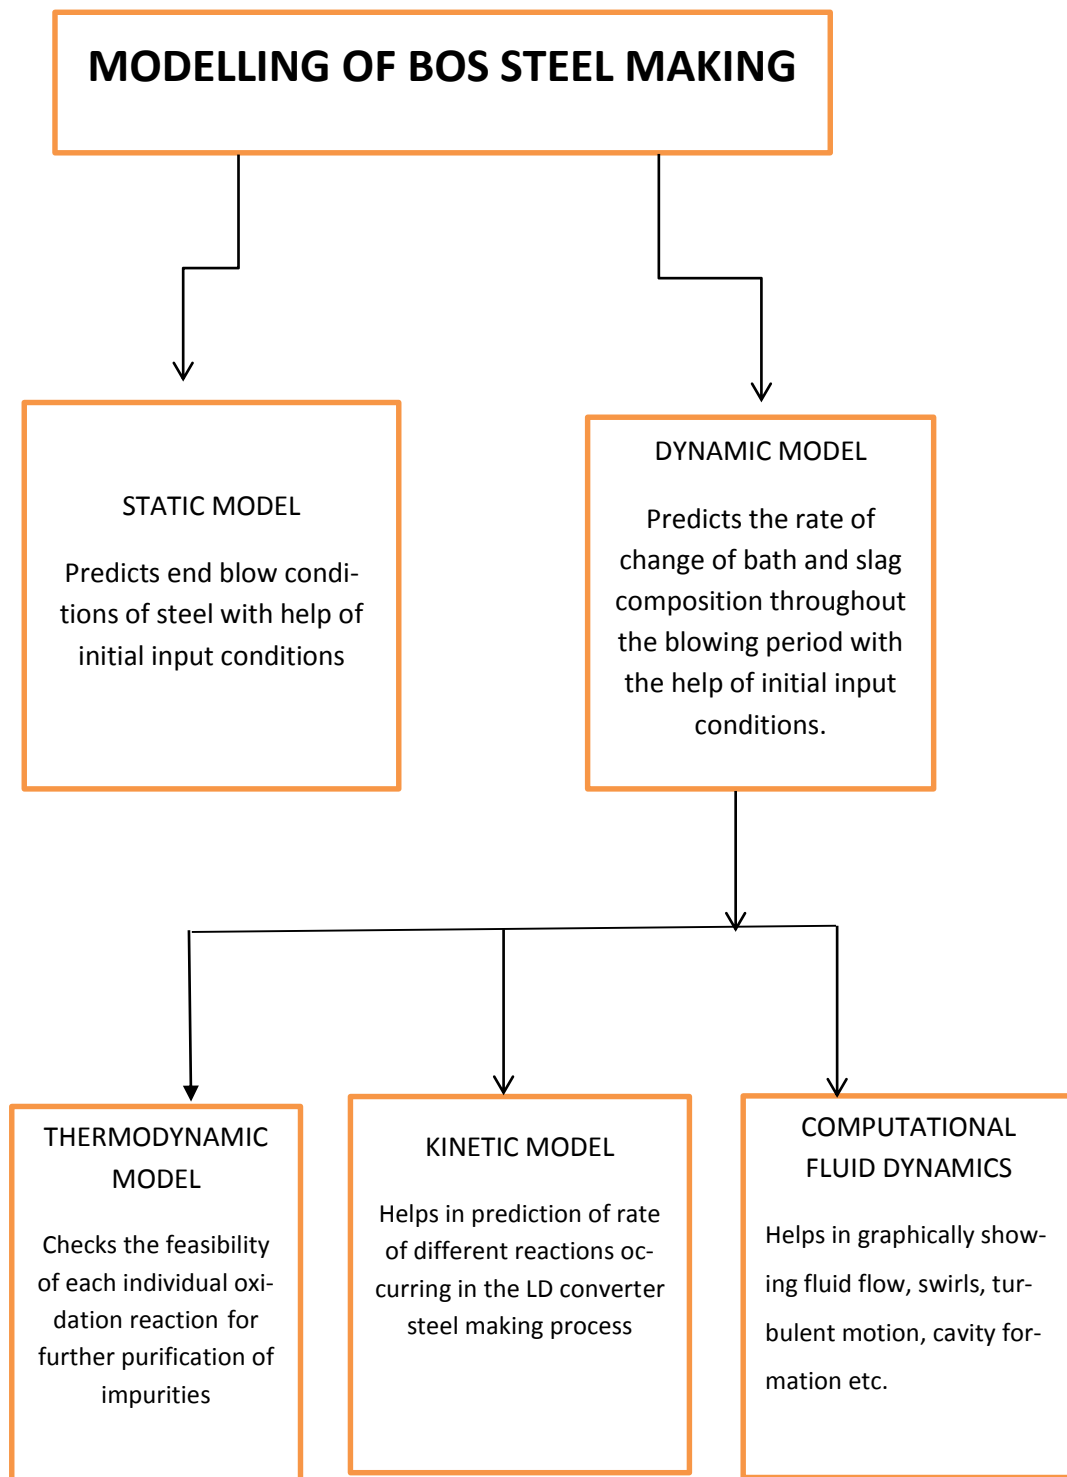 MODELLING OF BOS STEEL MAKING
STATIC MODEL
Predicts end blow condi-
tions of steel with help of
initial input conditions
DYNAMIC MODEL
Predicts the rate of
change of bath and slag
composition throughout
the blowing period with
the help of initial input
conditions.
THERMODYNAMIC
MODEL
Checks the feasibility
of each individual oxi-
dation reaction for
further purification of
impurities
KINETIC MODEL
Helps in prediction of rate
of different reactions oc-
curring in the LD converter
steel making process
COMPUTATIONAL
FLUID DYNAMICS
Helps in graphically show-
ing fluid flow, swirls, tur-
bulent motion, cavity for-
mation etc.